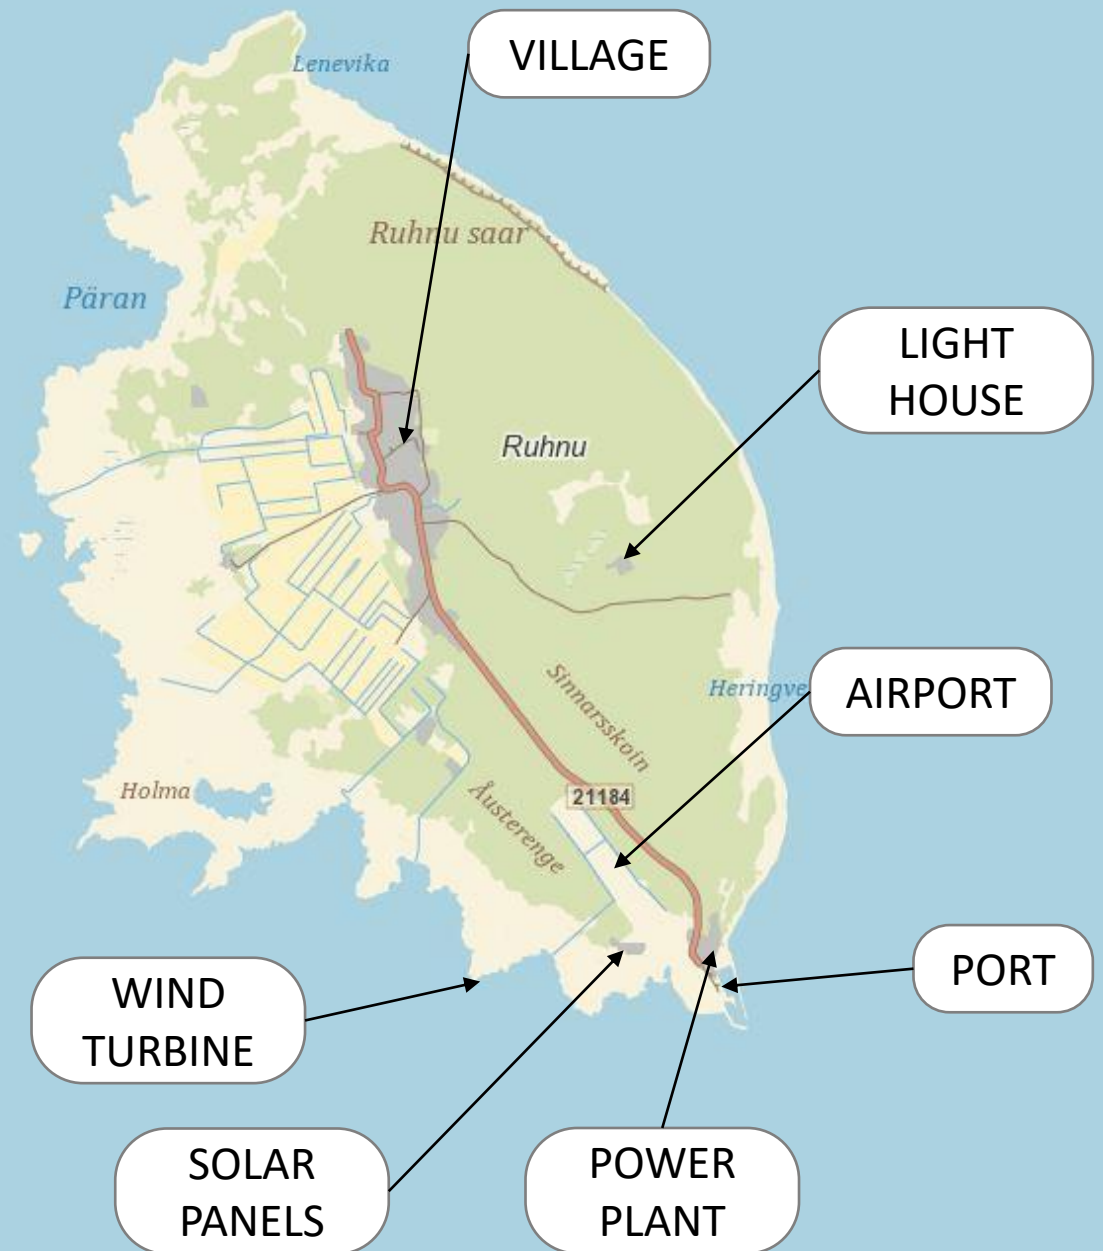 VILLAGE
Lenevika
Ruhnu saar
Päran
LIGHT
HOUSE
Ruhnu
Sinnarsskoin
Heringve
AIRPORT
Holma
21184
Åusterenge
WIND
TURBINE
PORT
SOLAR
PANELS
POWER
PLANT